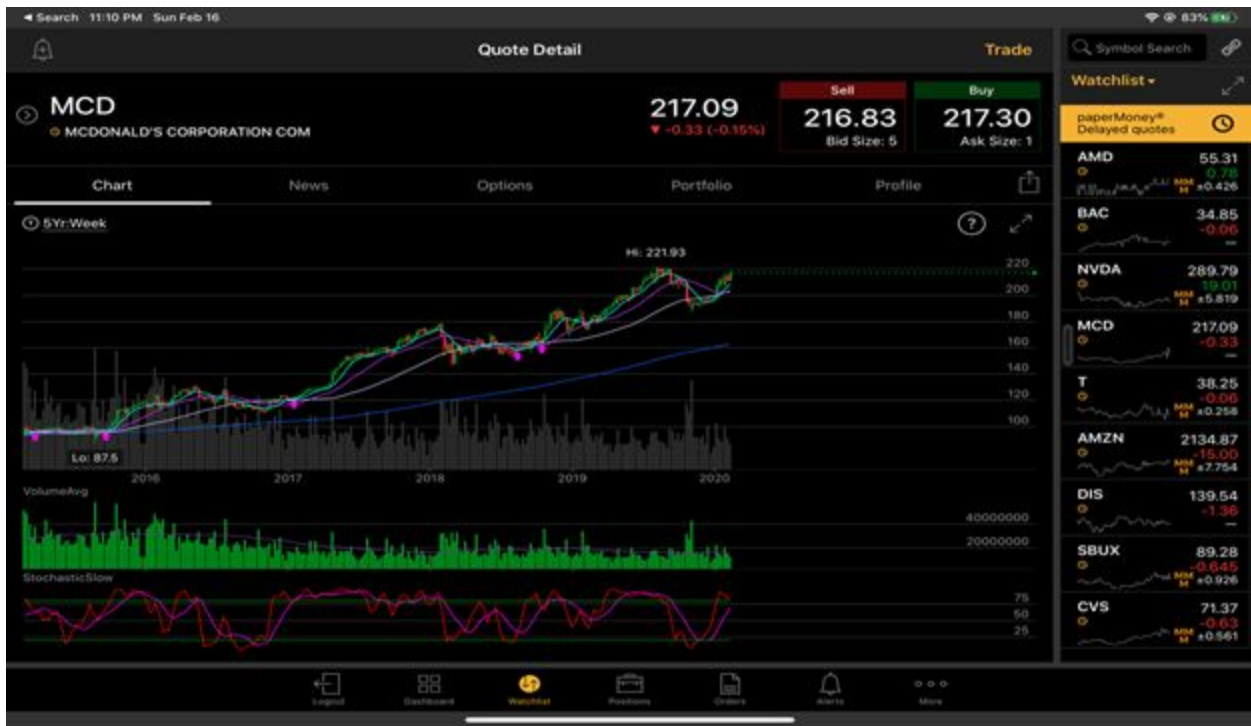 Search 11:10 PM Sun Feb 16
83%
Quote Detail
Trade
Symbol Search
MCD
MCDONALD'S CORPORATION COM
217.09
-0.33 (-0.15%)
Sell
216.83
Bid Size: 5
Buy
217.30
Ask Size: 1
Watchlist
paperMoney®
Delayed quotes
Chart
News
Options
Portfolio
Profile
5Yr:Week
?
Hi: 221.93
220
200
180
160
140
120
100
Lo: 87.5
2016
2017
2018
2019
2020
VolumeAvg
40000000
20000000
StochasticSlow
75
50
25
AMD
55.31
0.78
MM
M
±0.426
BAC
34.85
-0.06
—
NVDA
289.79
19.01
MM
M
±5.819
MCD
217.09
-0.33
—
T
38.25
-0.06
MM
M
±0.258
AMZN
2134.87
-15.00
MM
M
±7.754
DIS
139.54
-1.36
—
SBUX
89.28
-0.645
MM
M
±0.926
CVS
71.37
-0.63
MM
M
±0.561
Logout
Dashboard
Watchlist
Positions
Orders
Alerts
More